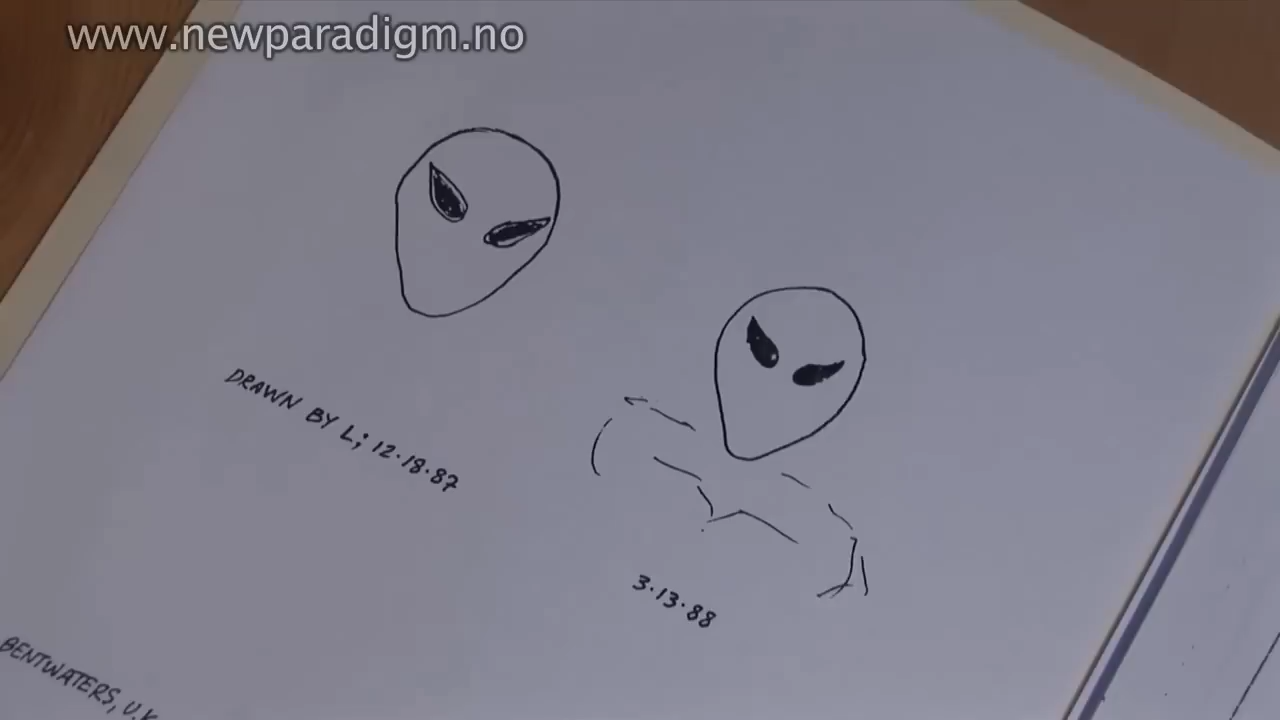 www.newparadigm.no
DRAWN BY L; 12.18.87
3.13.88
BENTWATERS, U.K